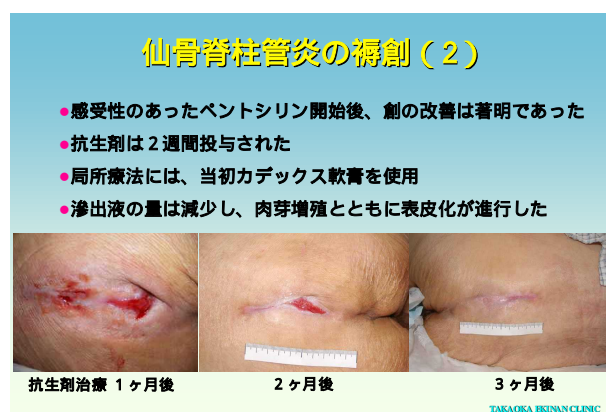 仙骨脊柱管炎の褥創（2）
●感受性のあったペントシリン開始後、創の改善は著明であった
●抗生剤は２週間投与された
●局所療法には、当初カデックス軟膏を使用
●滲出液の量は減少し、肉芽増殖とともに表皮化が進行した
抗生剤治療 １ヶ月後
２ヶ月後
３ヶ月後
TAKAOKA EKINAN CLINIC